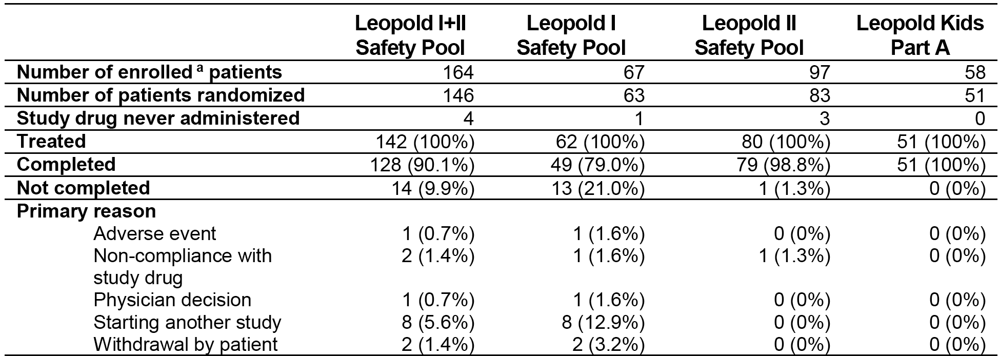 Leopold I+II Leopold I Leopold II Leopold Kids
Safety Pool Safety Pool Safety Pool Part A
Number of enrolled a patients 164 67 97 58
Number of patients randomized 146 63 83 51
Study drug never administered 4 1 3 0
Treated 142 (100%) 62 (100%) 80 (100%) 51 (100%)
Completed 128 (90.1%) 49 (79.0%) 79 (98.8%) 51 (100%)
Not completed 14 (9.9%) 13 (21.0%) 1 (1.3%) 0 (0%)
Primary reason
Adverse event 1 (0.7%) 1 (1.6%) 0 (0%) 0 (0%)
Non-compliance with 2 (1.4%) 1 (1.6%) 1 (1.3%) 0 (0%)
study drug
Physician decision 1 (0.7%) 1 (1.6%) 0 (0%) 0 (0%)
Starting another study 8 (5.6%) 8 (12.9%) 0 (0%) 0 (0%)
Withdrawal by patient 2 (1.4%) 2 (3.2%) 0 (0%) 0 (0%)